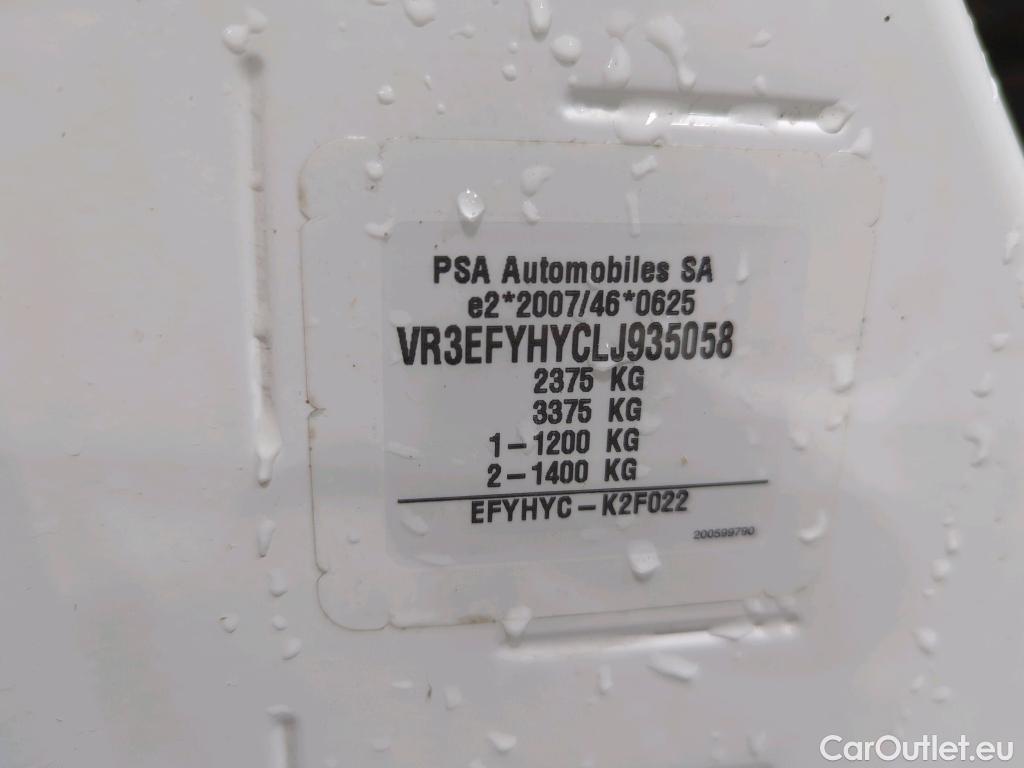 PSA Automobiles SA
e2*2007/46*0625
VR3EFYHYCLJ935058
2375 KG
3375 KG
1-1200 KG
2-1400 KG
EFYHYC-K2F022
200599790
CarOutlet.eu